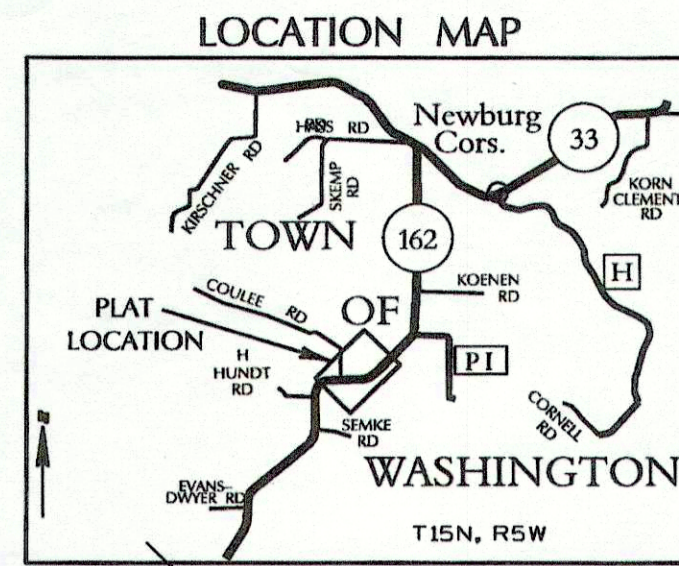 LOCATION MAP
Newburg
Cors.
33
HASS RD
KIRSCHNER RD
SKEMP
RD
KORN
CLEMENT
RD
TOWN
162
H
COULEE RD
KOENEN
RD
PLAT
LOCATION
OF
H
HUNDT
RD
PI
SEMKE
RD
CORNELL
RD
WASHINGTON
EVANS-
DWYER RD
T15N, R5W